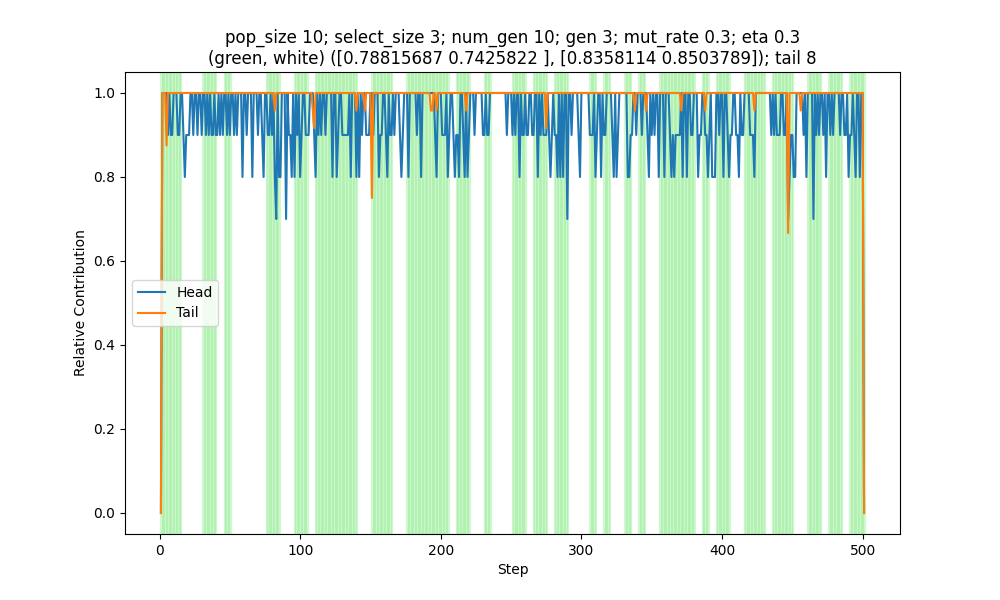 pop_size 10; select_size 3; num_gen 10; gen 3; mut_rate 0.3; eta 0.3
(green, white) ([0.78815687 0.7425822 ], [0.8358114 0.8503789]); tail 8
1.0
0.8
0.6
0.4
0.2
0.0
Relative Contribution
Head
Tail
0
100
200
300
400
500
Step